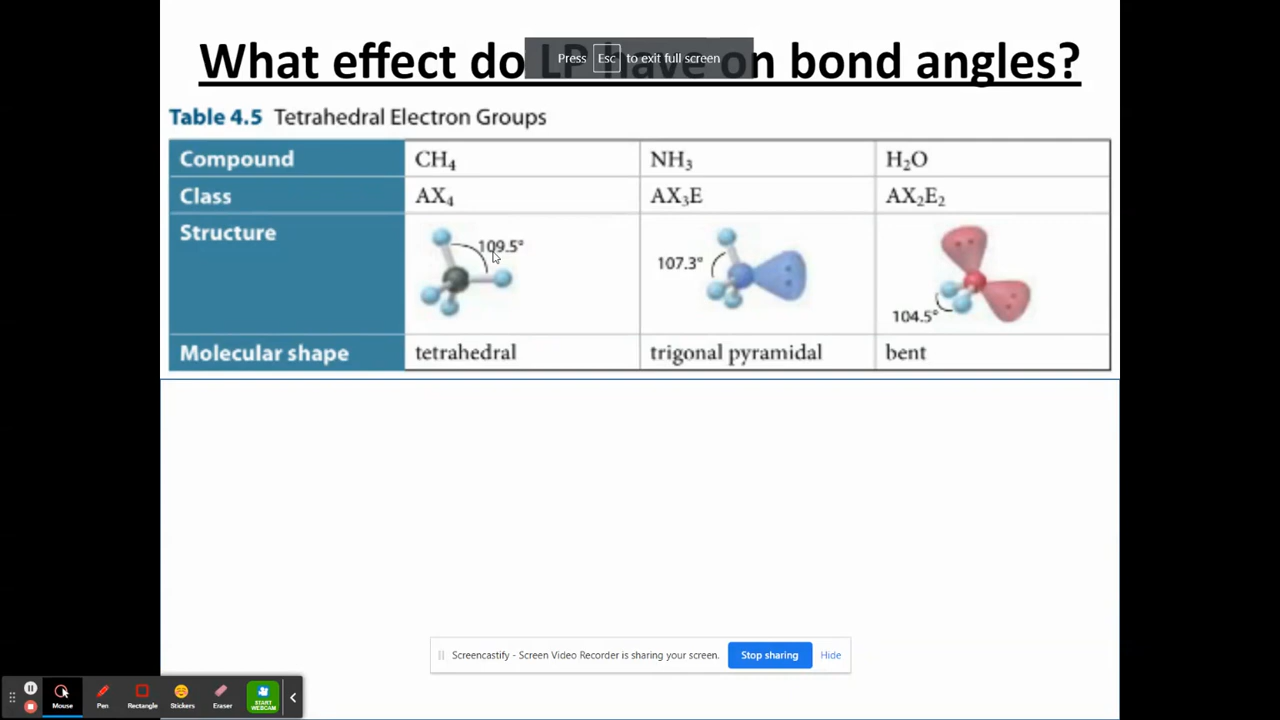 What effect do LP have on bond angles?
Press Esc to exit full screen
Table 4.5 Tetrahedral Electron Groups
Compound CH₄ NH₃ H₂O
Class AX₄ AX₃E AX₂E₂
Structure
109.5°
107.3°
104.5°
Molecular shape tetrahedral trigonal pyramidal bent
Screencastify - Screen Video Recorder is sharing your screen. Stop sharing Hide
Mouse Pen Rectangle Stickers Eraser START WEBCAM